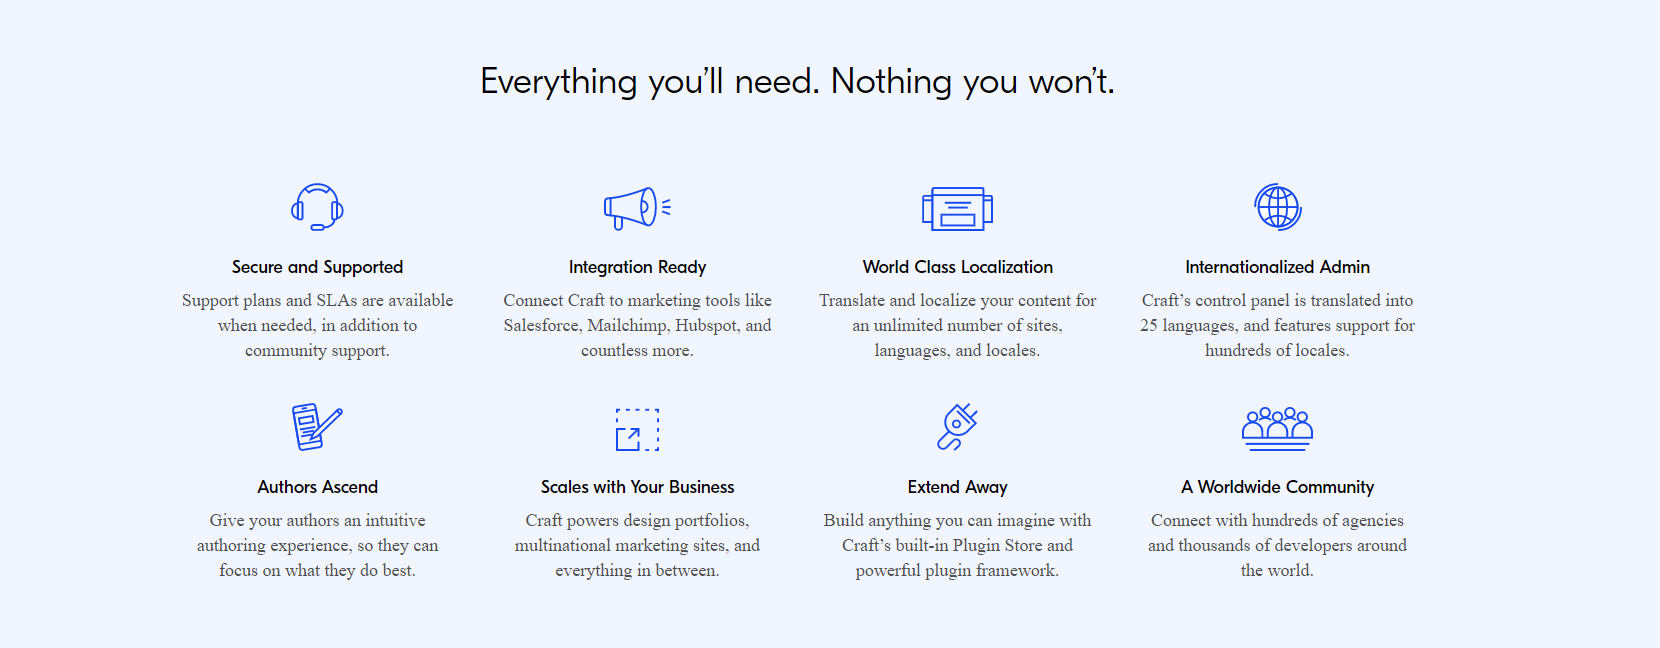 Everything you’ll need. Nothing you won’t.
Secure and Supported
Support plans and SLAs are available
when needed, in addition to
community support.
Integration Ready
Connect Craft to marketing tools like
Salesforce, Mailchimp, Hubspot, and
countless more.
World Class Localization
Translate and localize your content for
an unlimited number of sites,
languages, and locales.
Internationalized Admin
Craft’s control panel is translated into
25 languages, and features support for
hundreds of locales.
Authors Ascend
Give your authors an intuitive
authoring experience, so they can
focus on what they do best.
Scales with Your Business
Craft powers design portfolios,
multinational marketing sites, and
everything in between.
Extend Away
Build anything you can imagine with
Craft’s built-in Plugin Store and
powerful plugin framework.
A Worldwide Community
Connect with hundreds of agencies
and thousands of developers around
the world.